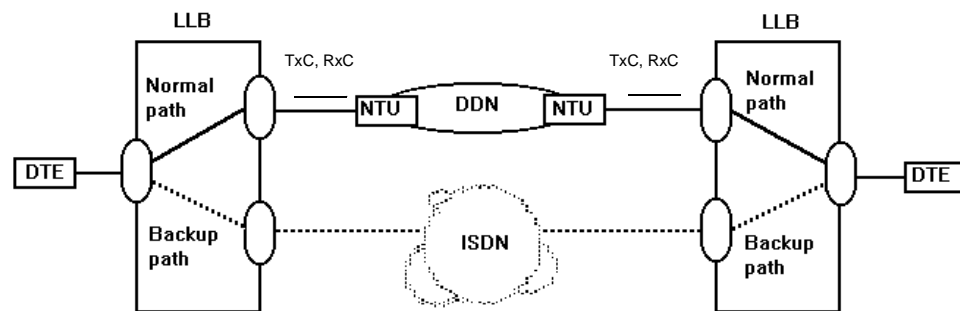 LLB
LLB
TxC, RxC
TxC, RxC
Normal
path
Normal
path
NTU
DDN
NTU
DTE
DTE
Backup
path
ISDN
Backup
path